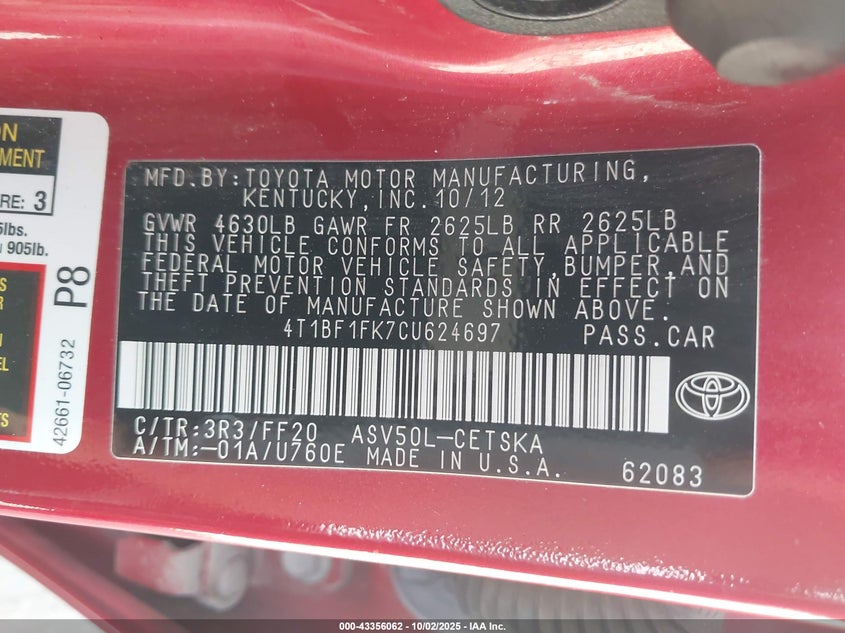 ON
MENT
RE: 3
5lbs.
905lb.
P8
42661-06732
MFD.BY:TOYOTA MOTOR MANUFACTURING,
KENTUCKY,INC.10/12
GVWR 4630LB GAWR FR 2625LB RR 2625LB
THIS VEHICLE CONFORMS TO ALL APPLICABLE
FEDERAL MOTOR VEHICLE SAFETY,BUMPER,AND
THEFT PREVENTION STANDARDS IN EFFECT ON
THE DATE OF MANUFACTURE SHOWN ABOVE.
4T1BF1FK7CU624697 PASS.CAR
C/TR:3R3/FF20 ASV50L-CETSKA
A/TM:-01A/U760E MADE IN U.S.A.
62083
000-43356062 - 10/02/2025 - IAA Inc.